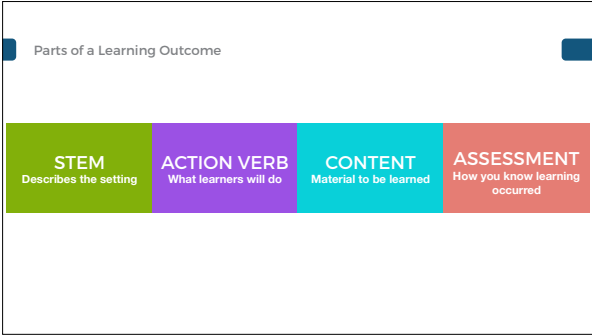 Parts of a Learning Outcome
STEM
Describes the setting
ACTION VERB
What learners will do
CONTENT
Material to be learned
ASSESSMENT
How you know learning
occurred